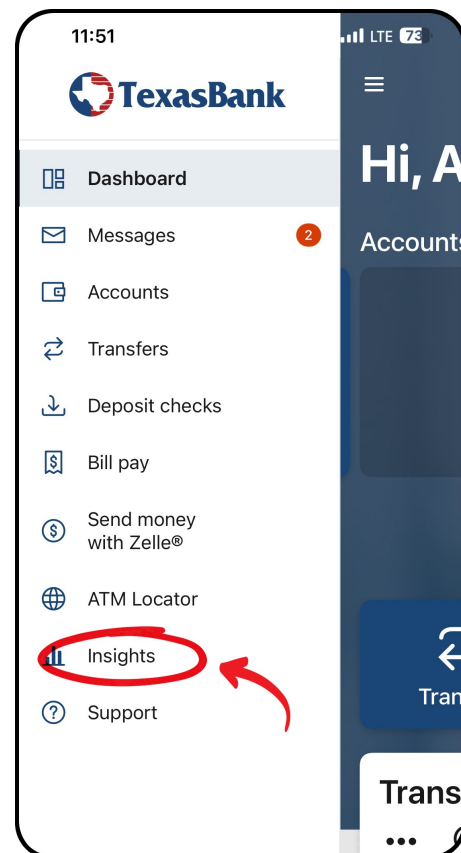 11:51
LTE 73
TexasBank
Hi, A
Dashboard
Messages 2
Accounts
Accounts
Transfers
Deposit checks
Bill pay
Send money
with Zelle®
ATM Locator
Insights
Support
Tran
Trans